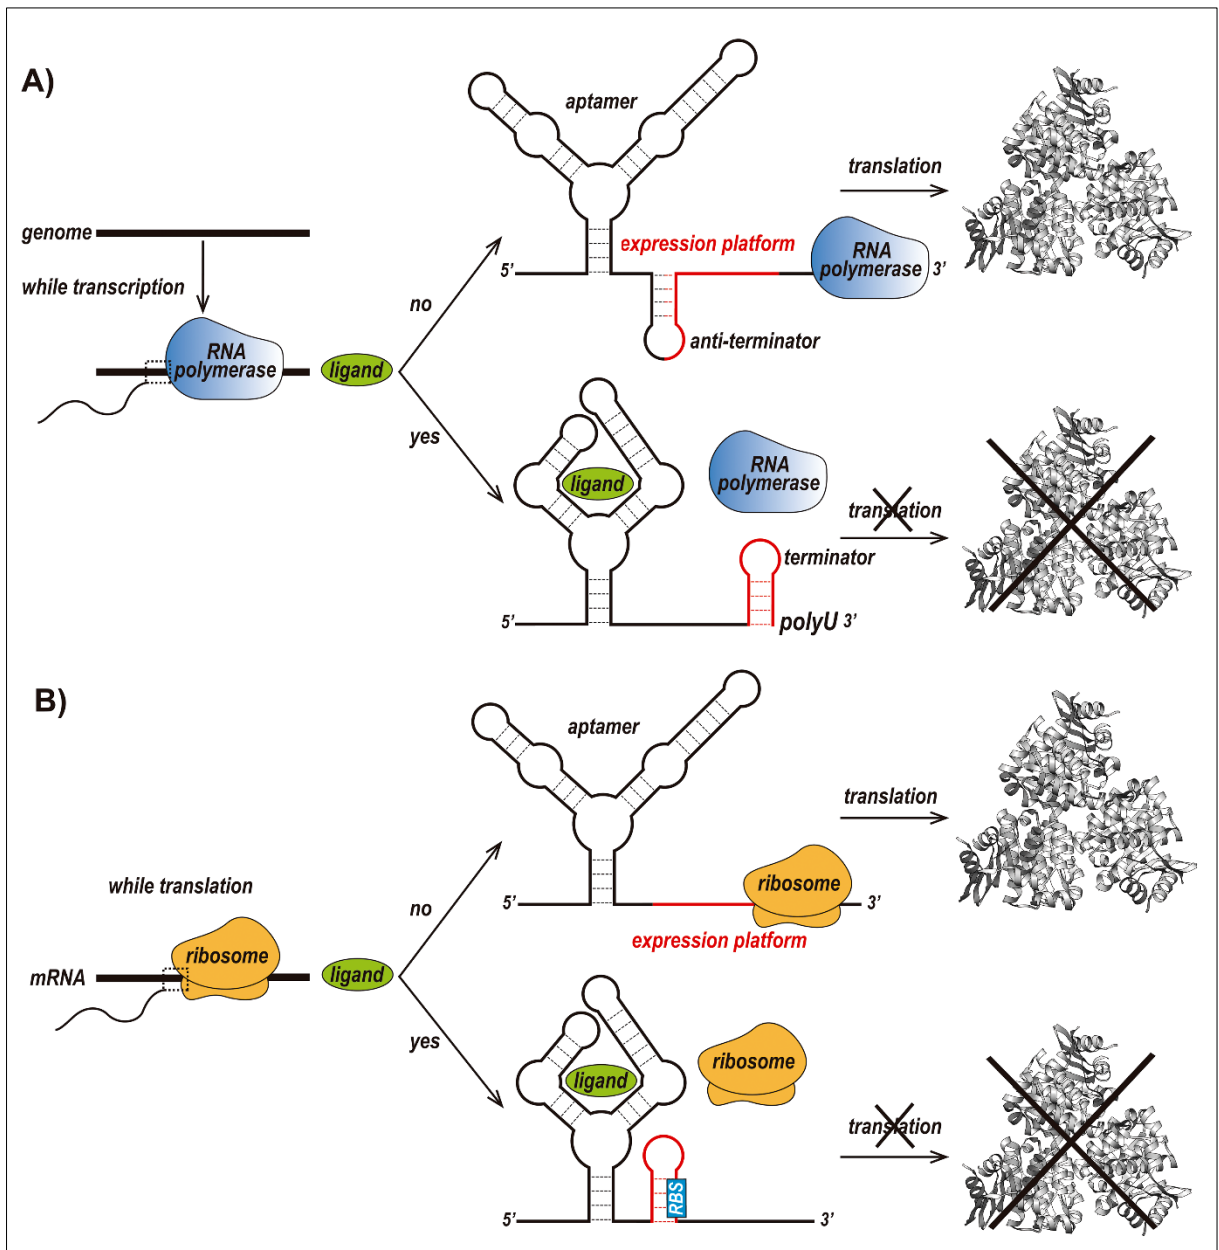 A)
aptamer
translation
genome
expression platform
RNA
polymerase
5’
3’
while transcription
no
anti-terminator
RNA
polymerase
ligand
yes
ligand
RNA
polymerase
translation
terminator
5’
polyU 3’
B)
aptamer
translation
while translation
ribosome
no
5’
3’
expression platform
ribosome
mRNA
ligand
yes
ligand
ribosome
translation
RBS
5’
3’